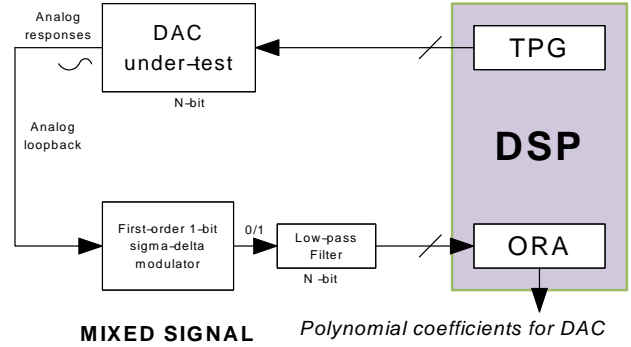 Analog
responses
DAC
under-test
N-bit
TPG
DSP
Analog
loopback
First-order 1-bit
sigma-delta
modulator
0/1
Low-pass
Filter
N -bit
ORA
MIXED SIGNAL
Polynomial coefficients for DAC